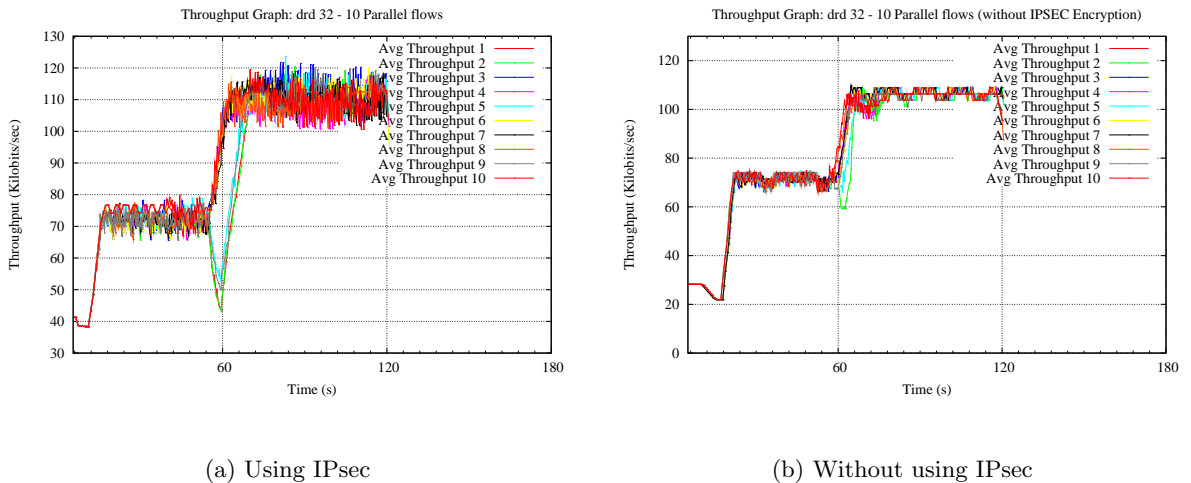 Throughput Graph: drd 32 - 10 Parallel flows
Throughput (Kilobits/sec)
130
120
110
100
90
80
70
60
50
40
30
60
120
180
Time (s)
Avg Throughput 1
Avg Throughput 2
Avg Throughput 3
Avg Throughput 4
Avg Throughput 5
Avg Throughput 6
Avg Throughput 7
Avg Throughput 8
Avg Throughput 9
Avg Throughput 10
(a) Using IPsec
Throughput Graph: drd 32 - 10 Parallel flows (without IPSEC Encryption)
Throughput (Kilobits/sec)
120
100
80
60
40
20
0
60
120
180
Time (s)
Avg Throughput 1
Avg Throughput 2
Avg Throughput 3
Avg Throughput 4
Avg Throughput 5
Avg Throughput 6
Avg Throughput 7
Avg Throughput 8
Avg Throughput 9
Avg Throughput 10
(b) Without using IPsec